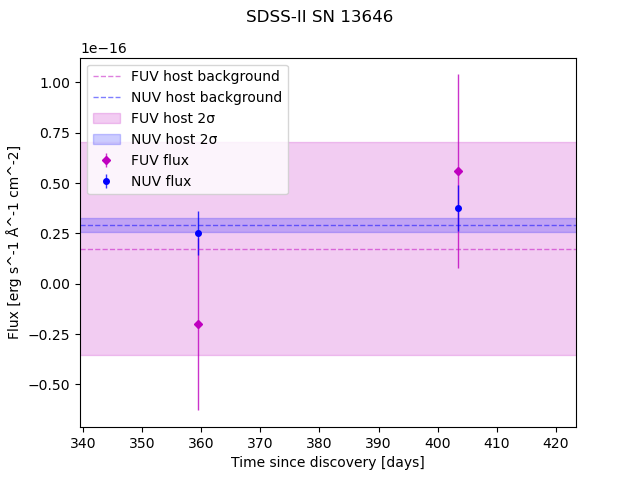 SDSS-II SN 13646
1e−16
FUV host background
NUV host background
FUV host 2σ
NUV host 2σ
FUV flux
NUV flux
1.00
0.75
0.50
0.25
0.00
−0.25
−0.50
Flux [erg s^-1 Å^-1 cm^-2]
340 350 360 370 380 390 400 410 420
Time since discovery [days]